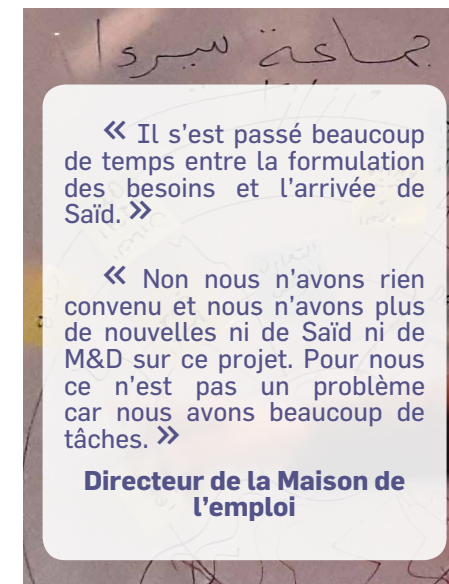 جماعة سيروا
« Il s’est passé beaucoup
de temps entre la formulation
des besoins et l’arrivée de
Saïd. »
« Non nous n’avons rien
convenu et nous n’avons plus
de nouvelles ni de Saïd ni de
M&D sur ce projet. Pour nous
ce n’est pas un problème
car nous avons beaucoup de
tâches. »
Directeur de la Maison de
l’emploi